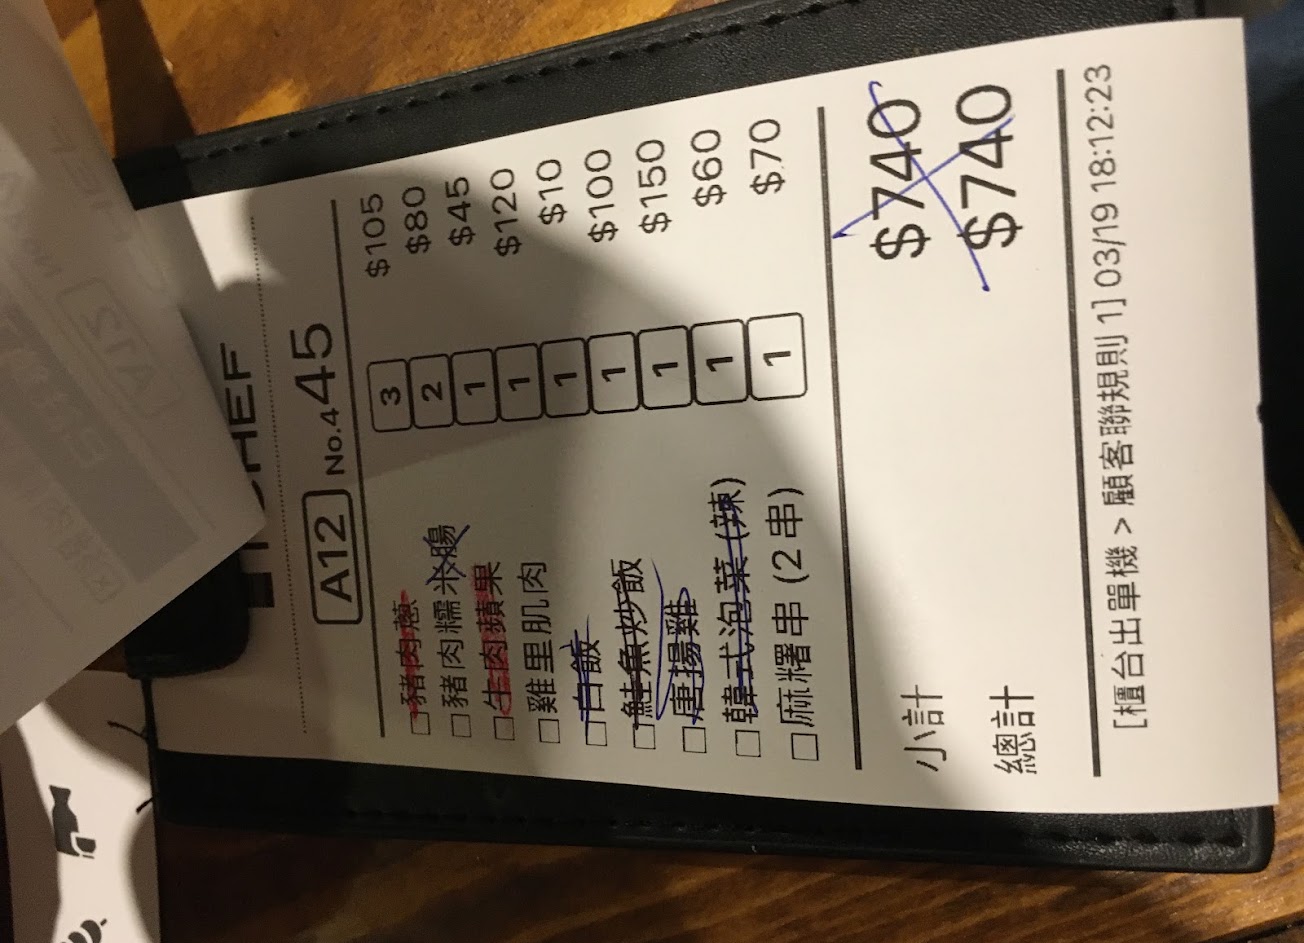 CHEF
A12 No.445
豬肉蔥 3 $105
豬肉糯米腸 2 $80
牛肉蘋果 1 $45
雞里肌肉 1 $120
白飯 1 $10
鮭魚炒飯 1 $100
唐揚雞 1 $150
韓式泡菜(辣) 1 $60
麻糬串(2串) 1 $70
小計 $740
總計 $740
[櫃台出單機 > 顧客聯規則 1] 03/19 18:12:23
A12